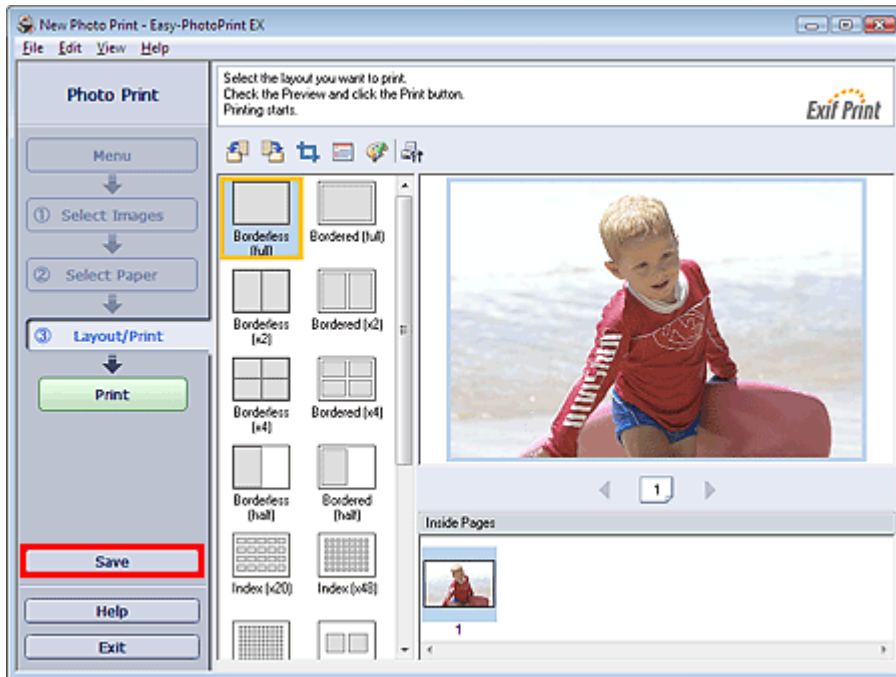 New Photo Print - Easy-PhotoPrint EX
File Edit View Help
Photo Print
Select the layout you want to print.
Check the Preview and click the Print button.
Printing starts.
Exif Print
Menu
① Select Images
② Select Paper
③ Layout/Print
Print
Save
Help
Exit
Borderless (full)
Bordered (full)
Borderless (x2)
Bordered (x2)
Borderless (x4)
Bordered (x4)
Borderless (half)
Bordered (half)
Index (x20)
Index (x48)
1
Inside Pages
1